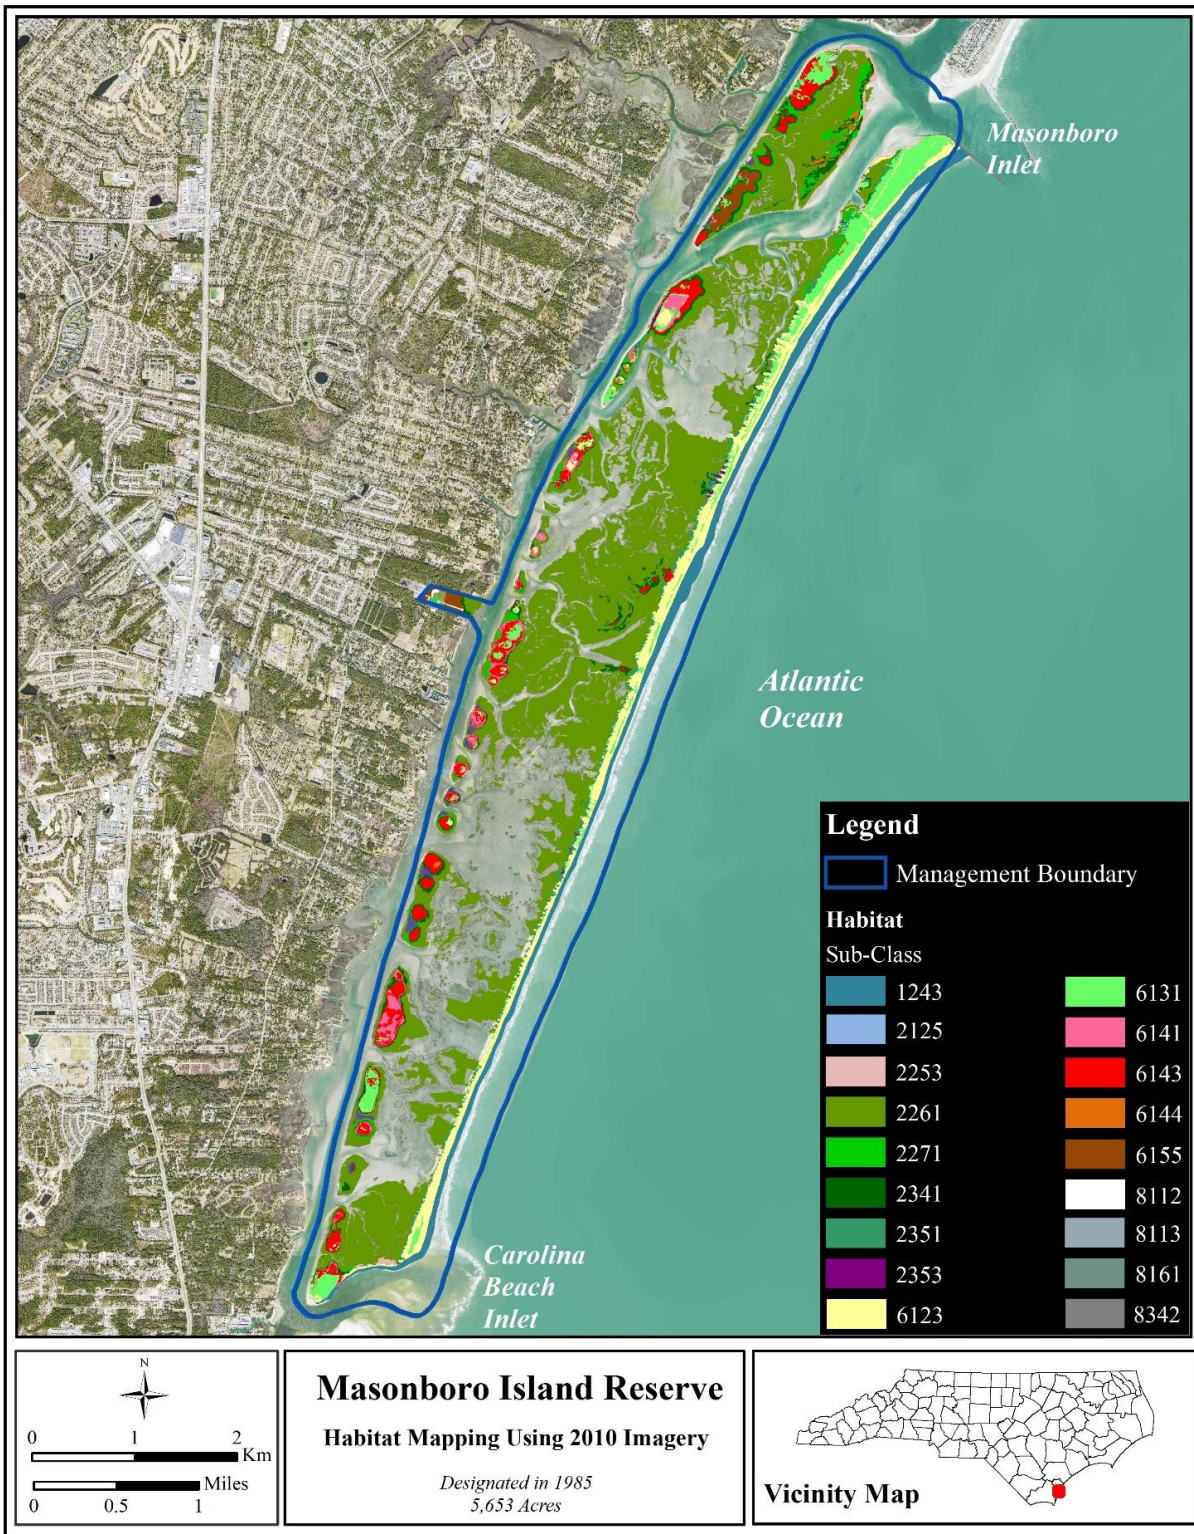 Masonboro
Inlet
Atlantic
Ocean
Carolina
Beach
Inlet
Legend
Management Boundary
Habitat
Sub-Class
1243
2125
2253
2261
2271
2341
2351
2353
6123
6131
6141
6143
6144
6155
8112
8113
8161
8342
N
0 1 2
Km
Miles
0 0.5 1
Masonboro Island Reserve
Habitat Mapping Using 2010 Imagery
Designated in 1985
5,653 Acres
Vicinity Map